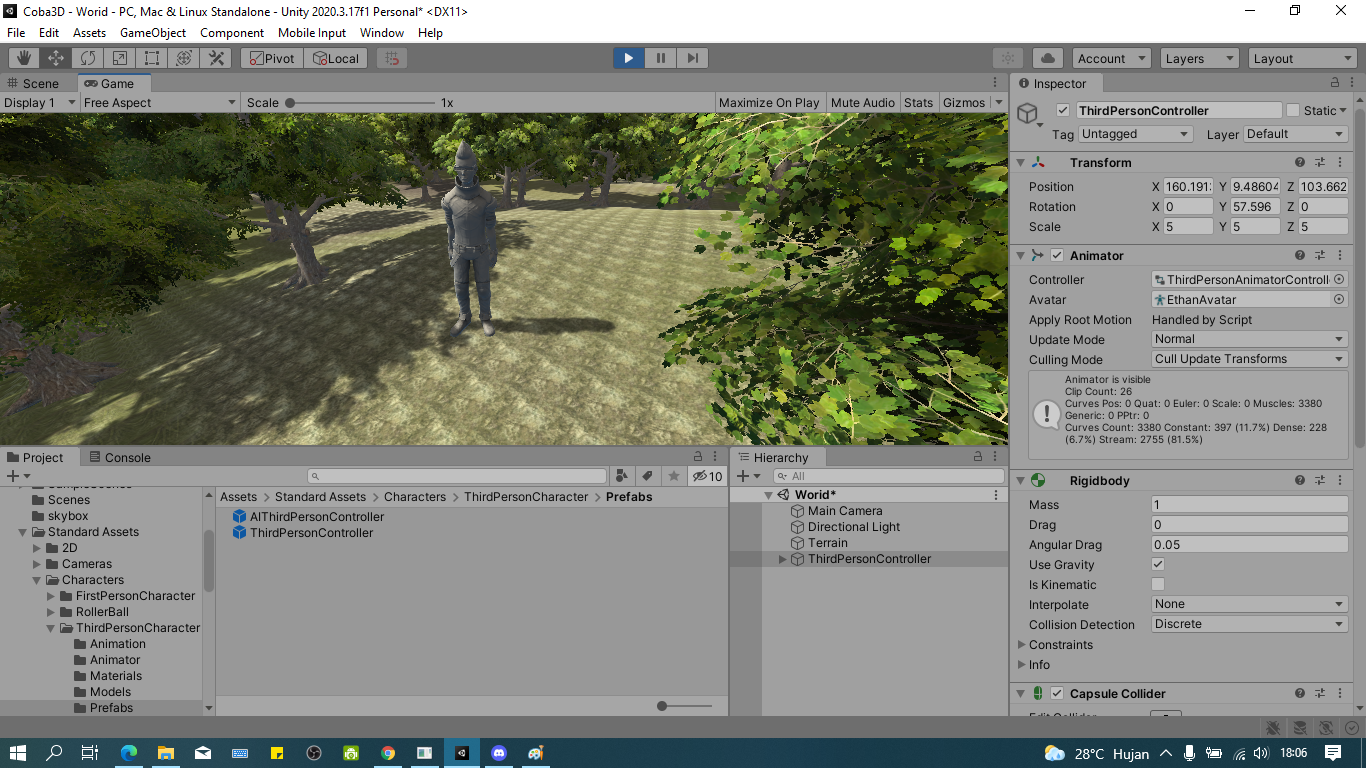 Coba3D - World - PC, Mac & Linux Standalone - Unity 2020.3.17f1 Personal* <DX11>
File Edit Assets GameObject Component Mobile Input Window Help
Pivot Local Account Layers Layout
Scene Game
Display 1 Free Aspect Scale 1x Maximize On Play Mute Audio Stats Gizmos
Inspector
ThirdPersonController Static
Tag Untagged Layer Default
Transform
Position X 160.191 Y 9.48604 Z 103.662
Rotation X 0 Y 57.596 Z 0
Scale X 5 Y 5 Z 5
Animator
Controller ThirdPersonAnimatorControll
Avatar EthanAvatar
Apply Root Motion Handled by Script
Update Mode Normal
Culling Mode Cull Update Transforms
Animator is visible
Clip Count: 26
Curves Pos: 0 Quat: 0 Euler: 0 Scale: 0 Muscles: 3380
Generic: 0 PPtr: 0
Curves Count: 3380 Constant: 397 (11.7%) Dense: 228
(6.7%) Stream: 2755 (81.5%)
Rigidbody
Mass 1
Drag 0
Angular Drag 0.05
Use Gravity
Is Kinematic
Interpolate None
Collision Detection Discrete
Constraints
Info
Capsule Collider
Project Console
10
SampleScenes
Scenes
skybox
Standard Assets
2D
Cameras
Characters
FirstPersonCharacter
RollerBall
ThirdPersonCharacter
Animation
Animator
Materials
Models
Prefabs
Assets > Standard Assets > Characters > ThirdPersonCharacter > Prefabs
AIThirdPersonController
ThirdPersonController
Hierarchy
All
World*
Main Camera
Directional Light
Terrain
ThirdPersonController
28°C Hujan 18:06